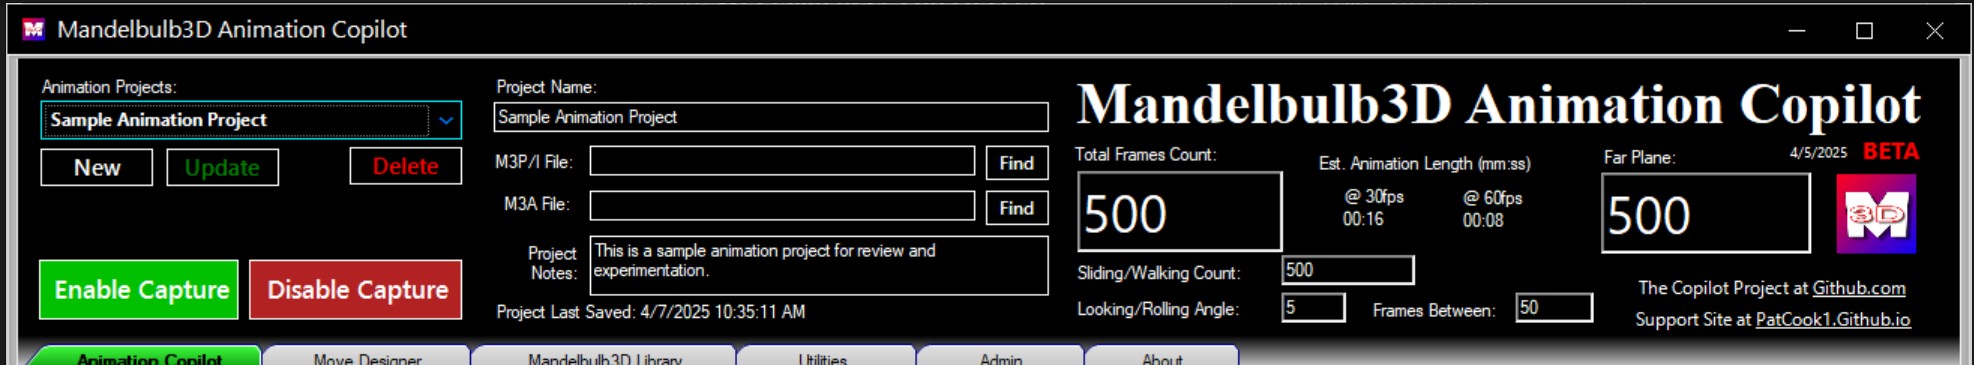 Mandelbulb3D Animation Copilot
Animation Projects:
Sample Animation Project
New
Update
Delete
Enable Capture
Disable Capture
Project Name:
Sample Animation Project
M3P/I File:
Find
M3A File:
Find
Project Notes:
This is a sample animation project for review and
experimentation.
Project Last Saved: 4/7/2025 10:35:11 AM
Mandelbulb3D Animation Copilot
4/5/2025 BETA
Total Frames Count:
500
Est. Animation Length (mm:ss)
@ 30fps
00:16
@ 60fps
00:08
Far Plane:
500
M
3D
Sliding/Walking Count:
500
Looking/Rolling Angle:
5
Frames Between:
50
The Copilot Project at Github.com
Support Site at PatCook1.Github.io
Animation Copilot
Move Designer
Mandelbulb3D Library
Utilities
Admin
About